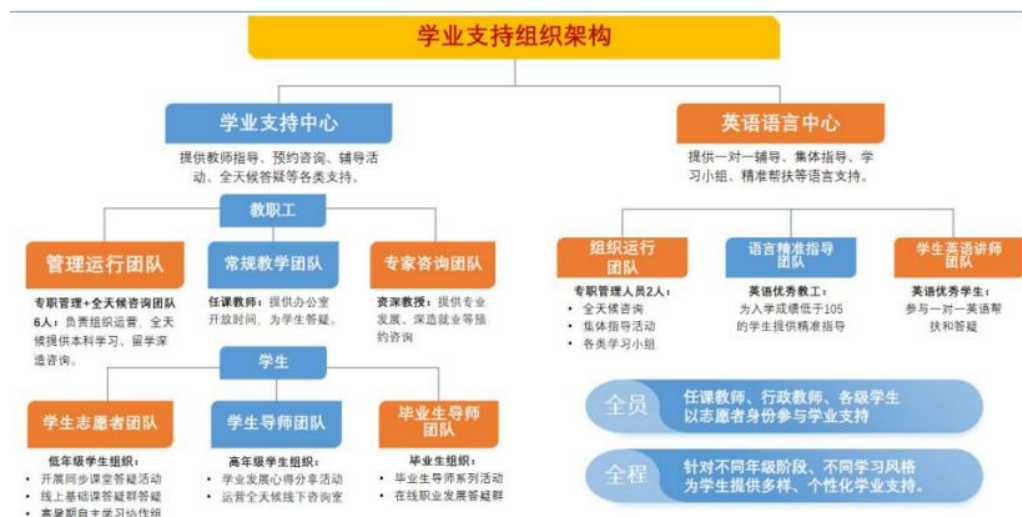 学业支持组织架构
学业支持中心
提供教师指导、预约咨询、辅导活
动、全天候答疑等各类支持。
教职工
管理运行团队
专职管理+全天候咨询团队
6人：负责组织运营、全天
候提供本科学习、留学深
造咨询。
常规教学团队
任课教师：提供办公室
开放时间、为学生答疑。
专家咨询团队
资深教授：提供专业
发展、深造就业等预
约咨询
学生
学生志愿者团队
低年级学生组织：
• 开展同步课堂答疑活动
• 线上基础课答疑群答疑
• 寒暑期自主学习协作组
学生导师团队
高年级学生组织：
• 学业发展心得分享活动
• 运营全天候线下咨询室
毕业生导师
团队
毕业生组织：
• 毕业生导师系列活动
• 在线职业发展答疑群
英语语言中心
提供一对一辅导、集体指导、学
习小组、精准帮扶等语言支持。
组织运行
团队
专职管理人员2人：
• 全天候咨询
• 集体指导活动
• 各类学习小组
语言精准指导
团队
英语优秀教工：
为入学成绩低于105
的学生提供精准指导
学生英语讲师
团队
英语优秀学生：
参与一对一英语帮
扶和答疑
全员
任课教师、行政教师、各级学生
以志愿者身份参与学业支持
全程
针对不同年级阶段、不同学习风格
为学生提供多样、个性化学业支持。